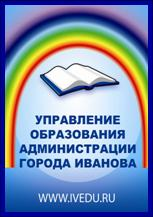 УПРАВЛЕНИЕ
ОБРАЗОВАНИЯ
АДМИНИСТРАЦИИ
ГОРОДА ИВАНОВА
WWW.IVEDU.RU